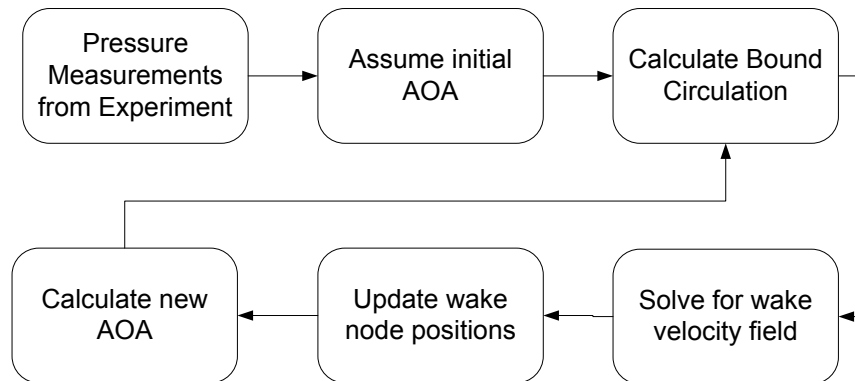 Pressure
Measurements
from Experiment
Assume initial
AOA
Calculate Bound
Circulation
Calculate new
AOA
Update wake
node positions
Solve for wake
velocity field